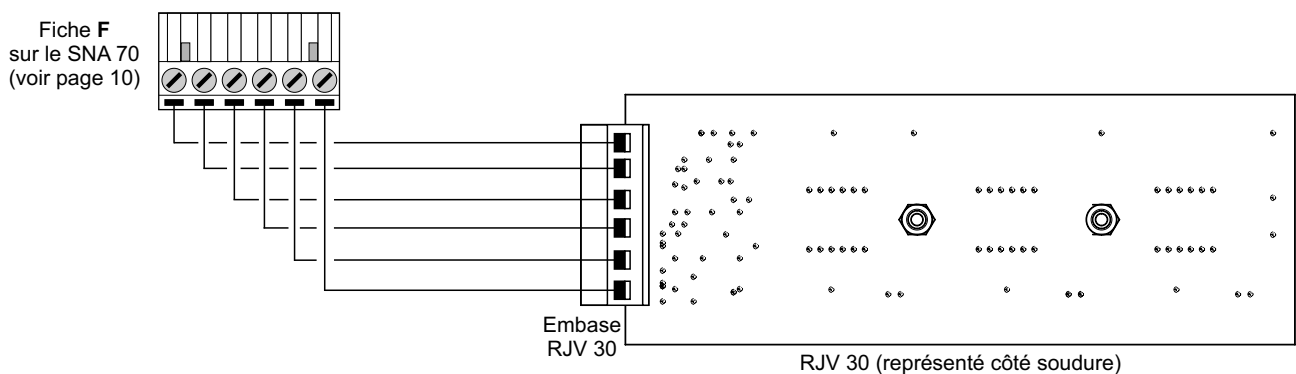 Fiche F
sur le SNA 70
(voir page 10)
Embase
RJV 30
RJV 30 (représenté côté soudure)